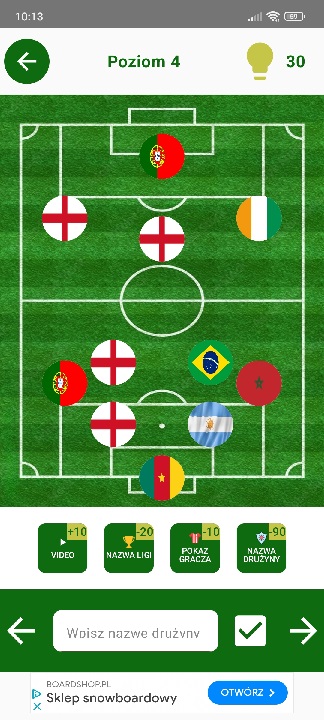 10:13
89
Poziom 4
30
+10
VIDEO
-20
NAZWA LIGI
-10
POKAŻ
GRACZA
-90
NAZWA
DRUŻYNY
Wpisz nazwę drużyny
BOARDSHOP.PL
Sklep snowboardowy
OTWÓRZ